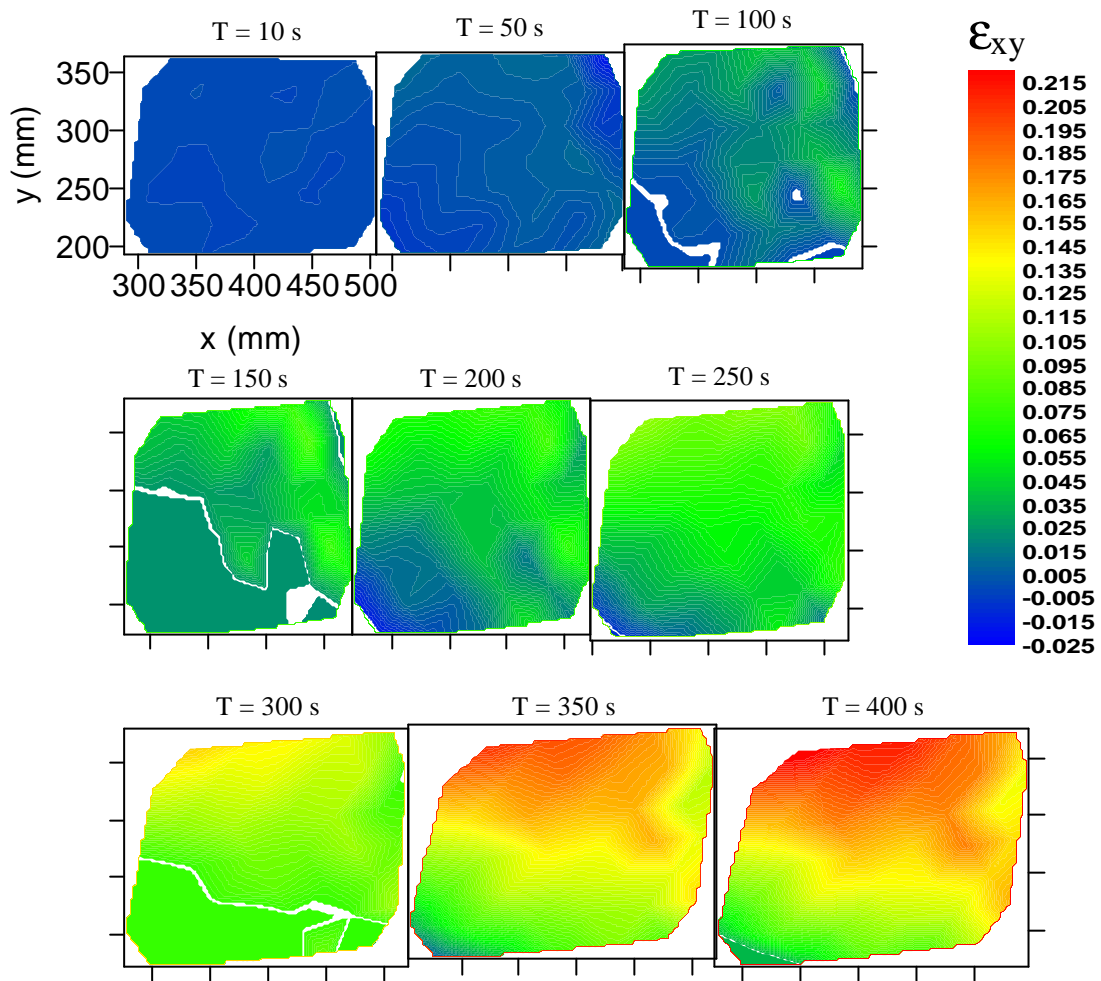 T = 10 s
T = 50 s
T = 100 s
εxy
y (mm)
350
300
250
200
300 350 400 450 500
x (mm)
0.215
0.205
0.195
0.185
0.175
0.165
0.155
0.145
0.135
0.125
0.115
0.105
0.095
0.085
0.075
0.065
0.055
0.045
0.035
0.025
0.015
0.005
-0.005
-0.015
-0.025
T = 150 s
T = 200 s
T = 250 s
T = 300 s
T = 350 s
T = 400 s